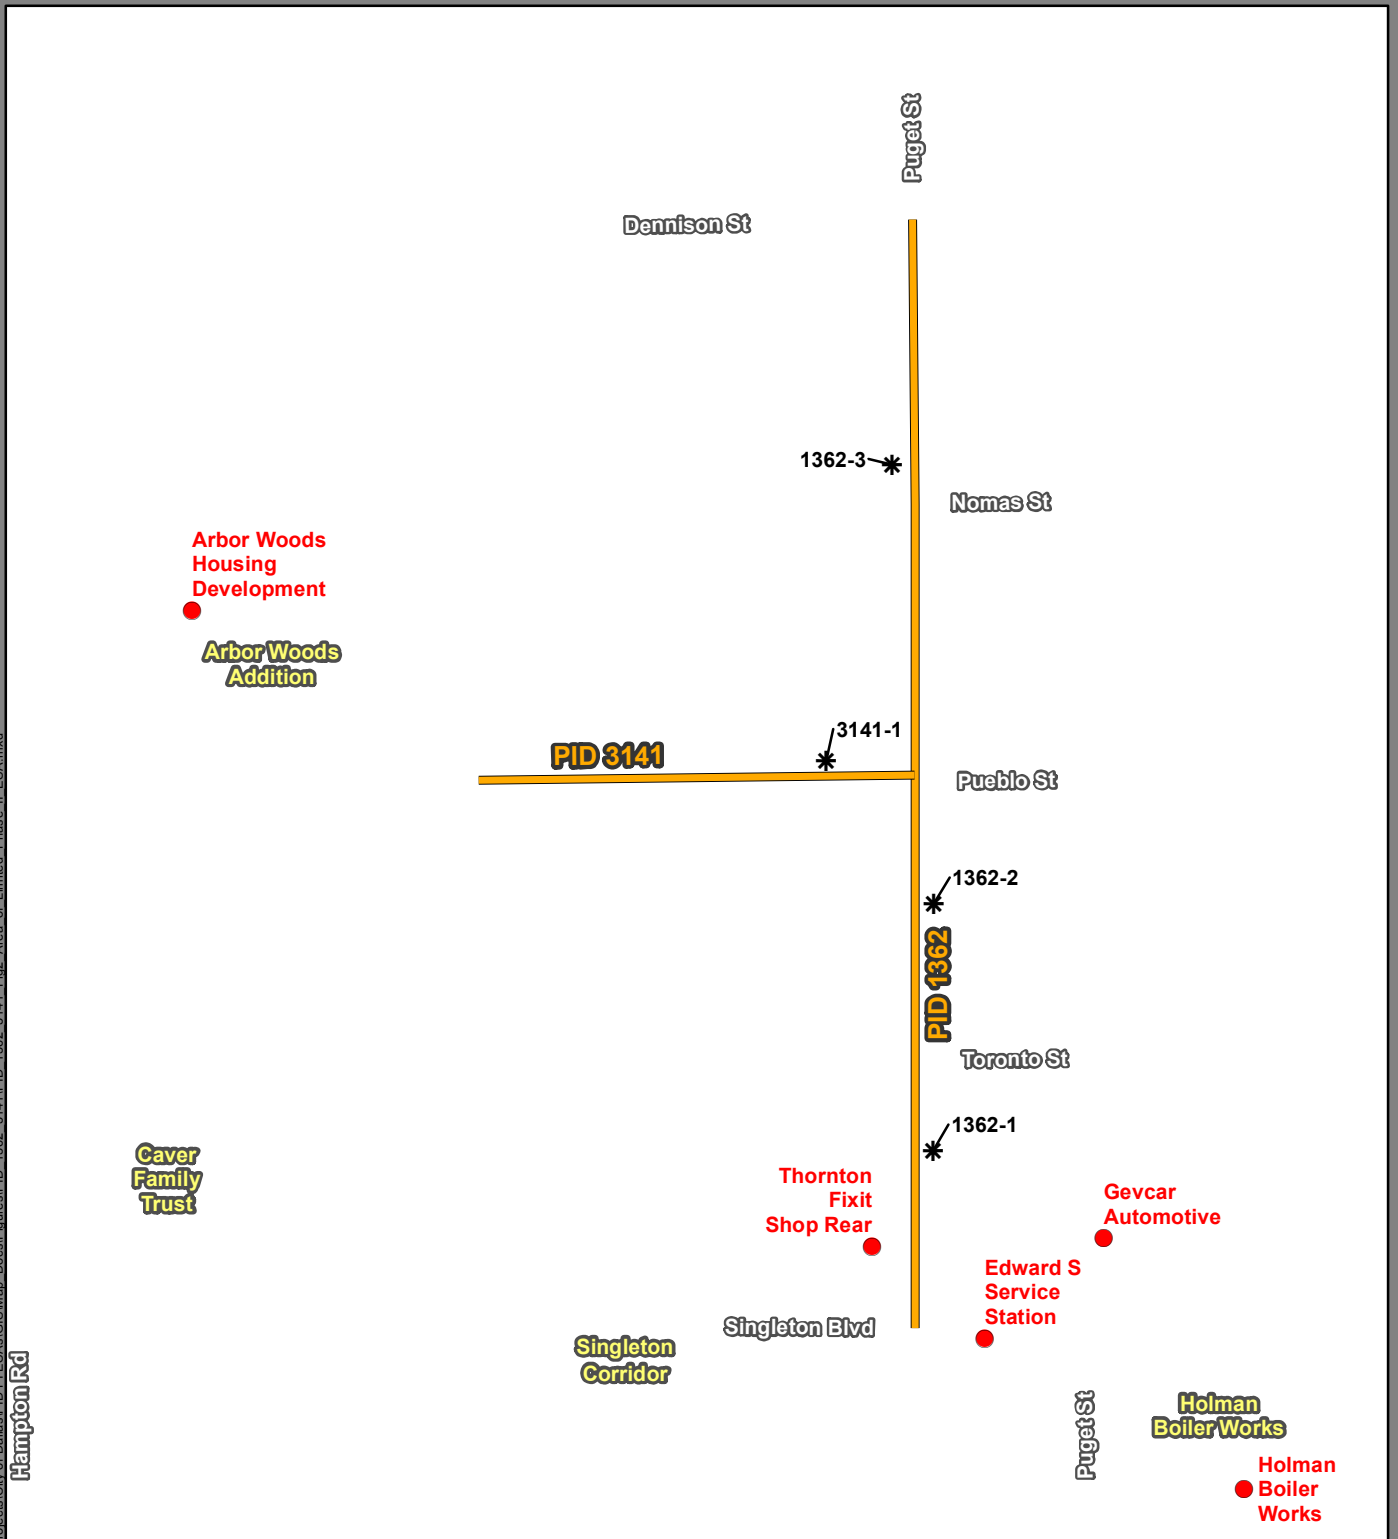 Puget St
Dennison St
1362-3
Nomas St
Arbor Woods
Housing
Development
Arbor Woods
Addition
3141-1
PID 3141
Pueblo St
1362-2
PID 1362
Toronto St
1362-1
Caver
Family
Trust
Thornton
Fixit
Shop Rear
Gevcar
Automotive
Edward S
Service
Station
Singleton Blvd
Singleton
Corridor
Hampton Rd
Puget St
Holman
Boiler Works
Holman
Boiler
Works